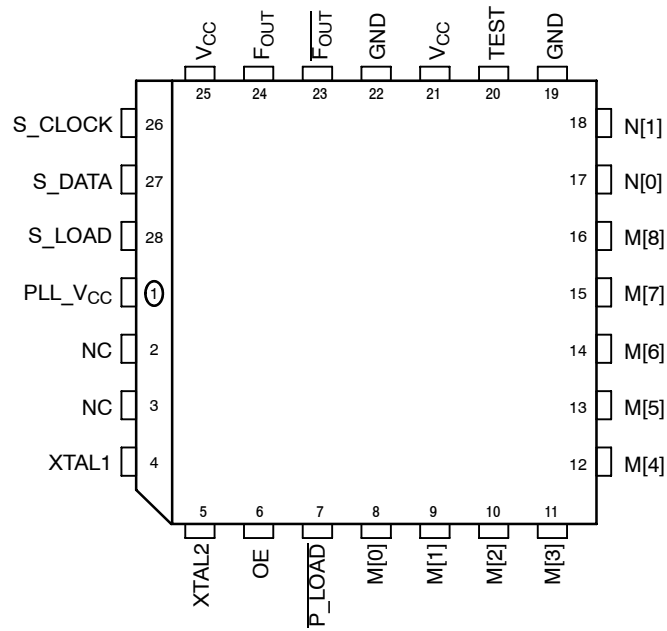 VCC
FOUT
F̅O̅U̅T̅
GND
VCC
TEST
GND
25 24 23 22 21 20 19
S_CLOCK 26 18 N[1]
S_DATA 27 17 N[0]
S_LOAD 28 16 M[8]
PLL_VCC 1 15 M[7]
NC 2 14 M[6]
NC 3 13 M[5]
XTAL1 4 12 M[4]
5 6 7 8 9 10 11
XTAL2
OE
P̅_̅L̅O̅A̅D̅
M[0]
M[1]
M[2]
M[3]